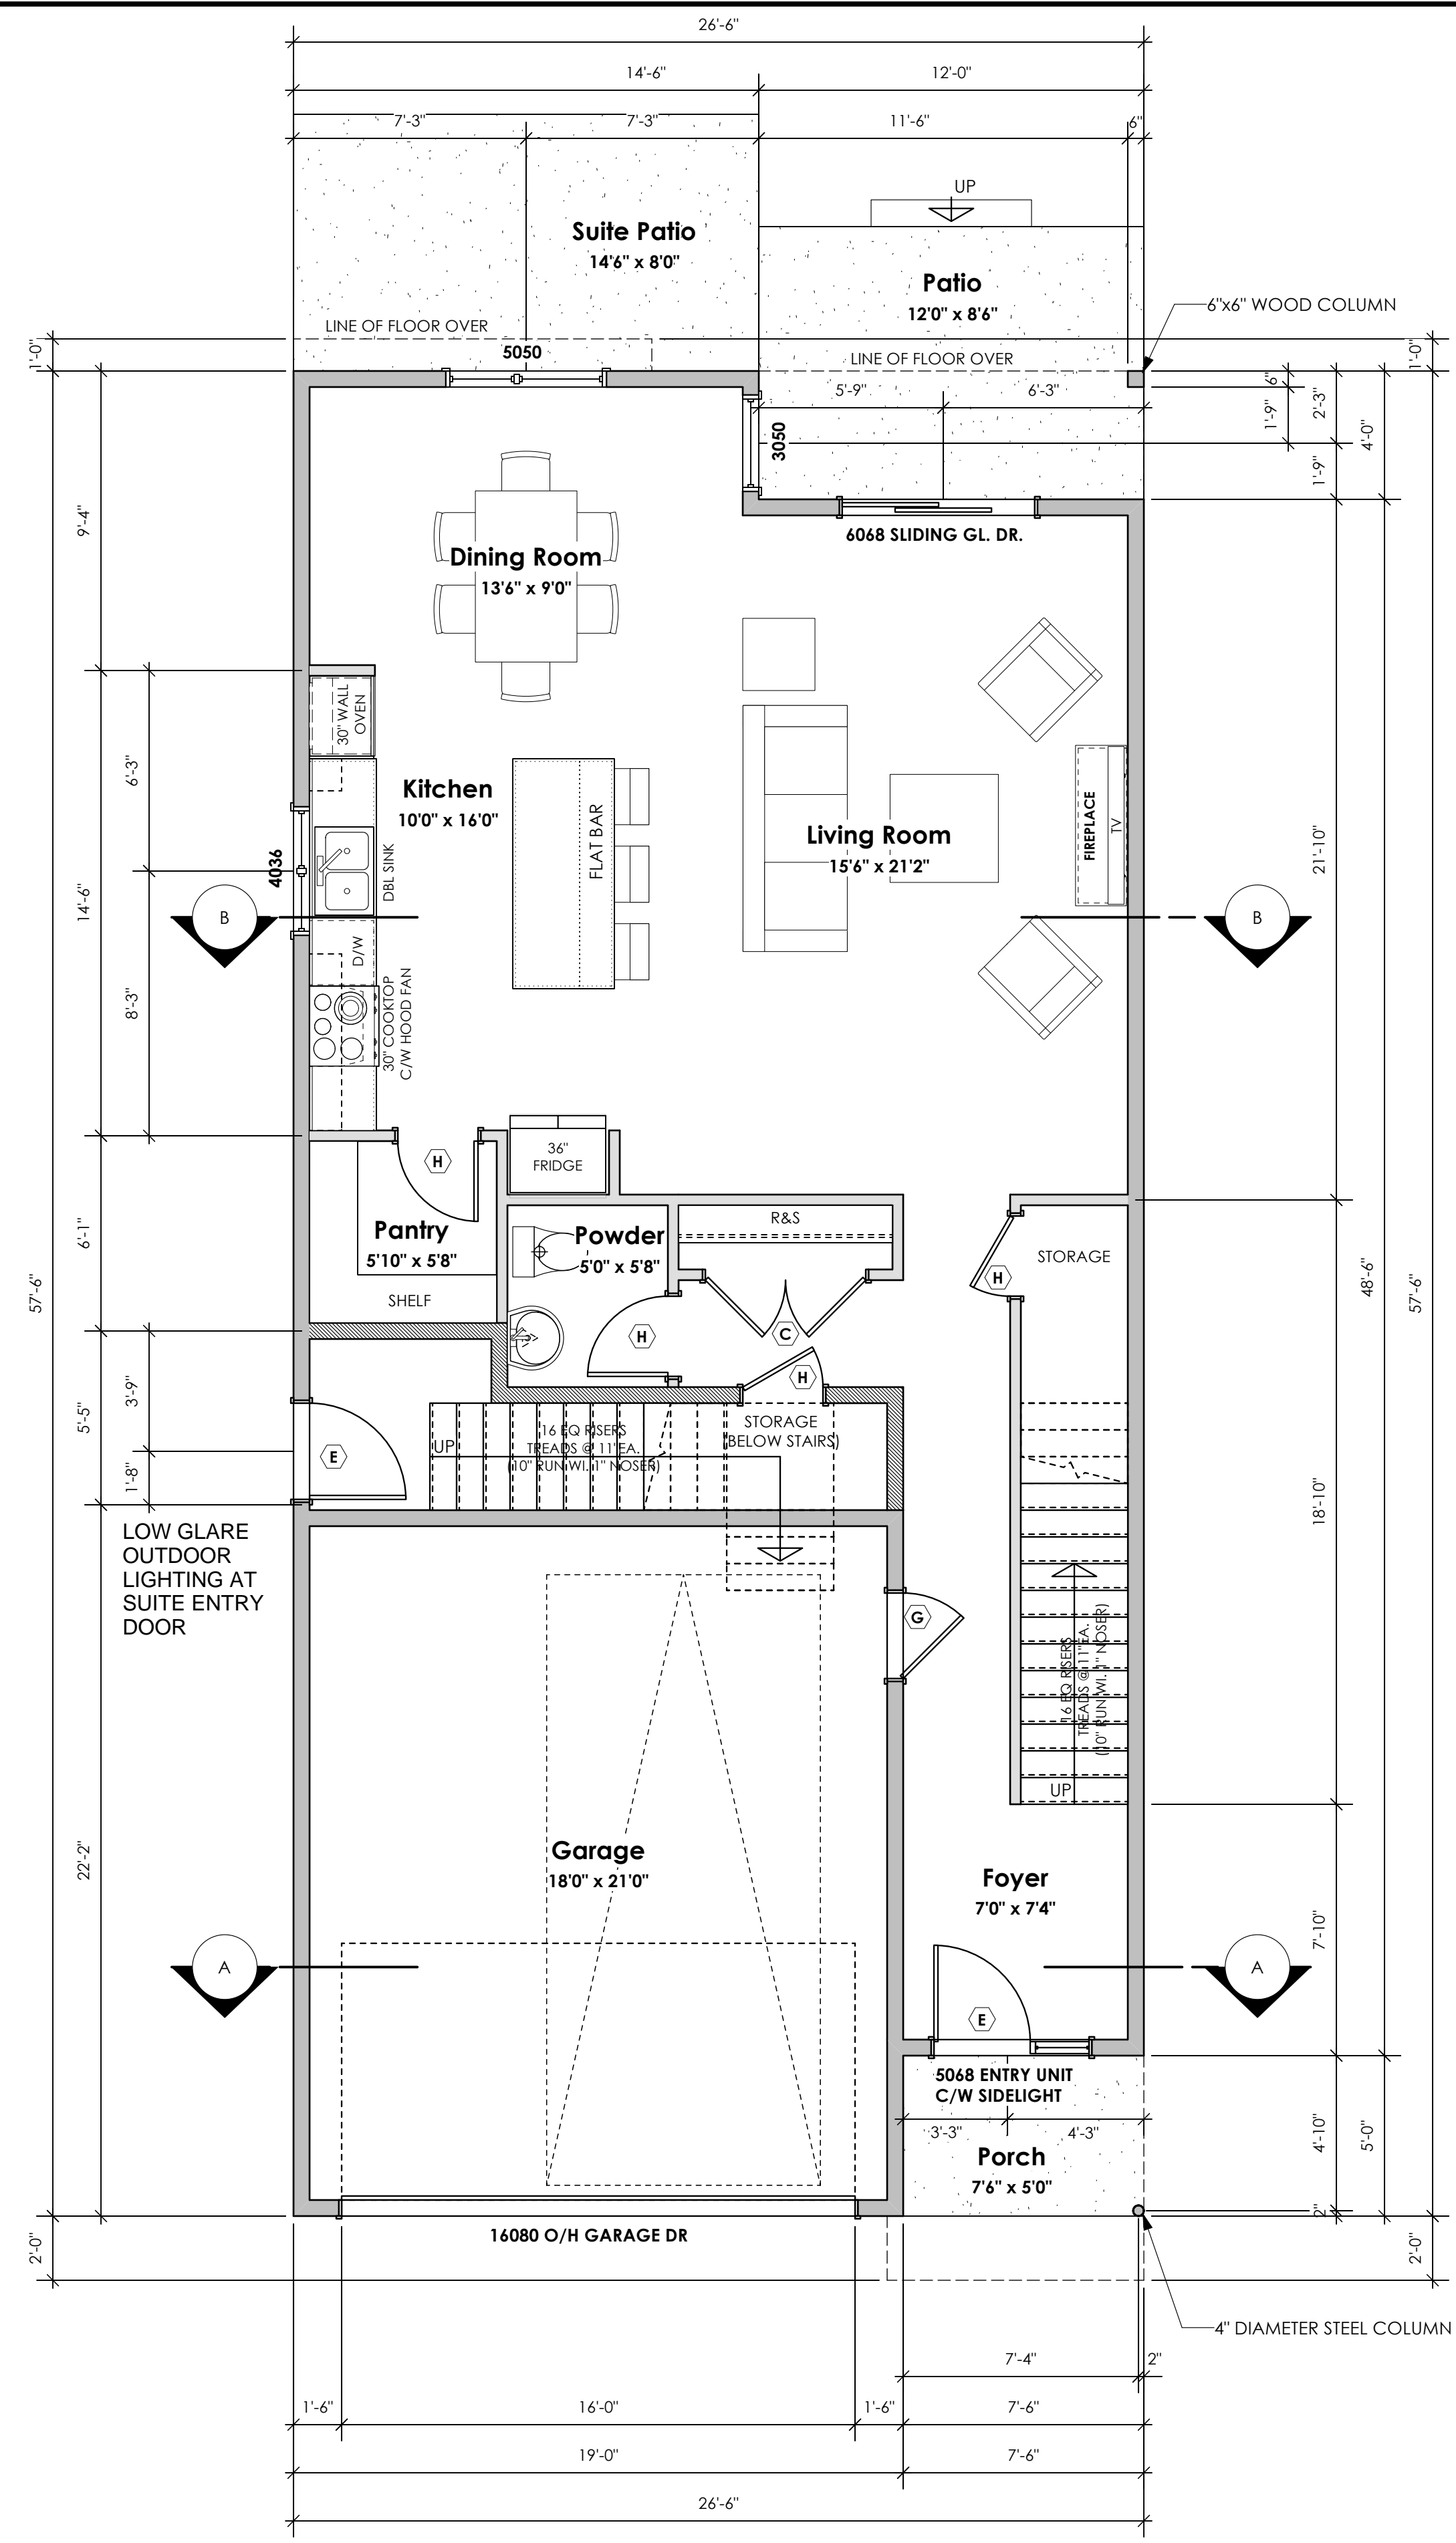 26'-6"
14'-6"
12'-0"
7'-3"
7'-3"
11'-6"
6"
UP
Suite Patio
14'6" x 8'0"
Patio
12'0" x 8'6"
6"x6" WOOD COLUMN
LINE OF FLOOR OVER
5050
LINE OF FLOOR OVER
1'-0"
1'-0"
5'-9"
6'-3"
6"
1'-9"
2'-3"
1'-9"
4'-0"
3050
6068 SLIDING GL. DR.
9'-4"
Dining Room
13'6" x 9'0"
30" WALL
OVEN
6'-3"
Kitchen
10'0" x 16'0"
FLAT BAR
Living Room
15'6" x 21'2"
FIREPLACE
TV
21'-10"
4036
DBL SINK
14'-6"
B
B
D/W
30" COOKTOP
C/W HOOD FAN
8'-3"
36"
FRIDGE
H
Pantry
5'10" x 5'8"
SHELF
Powder
5'0" x 5'8"
R&S
STORAGE
H
H
C
H
6'-1"
57'-6"
48'-6"
57'-6"
3'-9"
5'-5"
1'-8"
E
UP
16 EQ RISERS
TREADS @ 11'EA.
(10" RUN WI. 1" NOSER)
STORAGE
(BELOW STAIRS)
18'-10"
LOW GLARE
OUTDOOR
LIGHTING AT
SUITE ENTRY
DOOR
G
16 EQ RISERS
TREADS @ 11"EA.
(10" RUN WI. 1" NOSER)
UP
22'-2"
Garage
18'0" x 21'0"
Foyer
7'0" x 7'4"
7'-10"
A
A
E
5068 ENTRY UNIT
C/W SIDELIGHT
3'-3"
4'-3"
Porch
7'6" x 5'0"
4'-10"
5'-0"
2"
16080 O/H GARAGE DR
2'-0"
2'-0"
4" DIAMETER STEEL COLUMN
7'-4"
2"
1'-6"
16'-0"
1'-6"
7'-6"
19'-0"
7'-6"
26'-6"